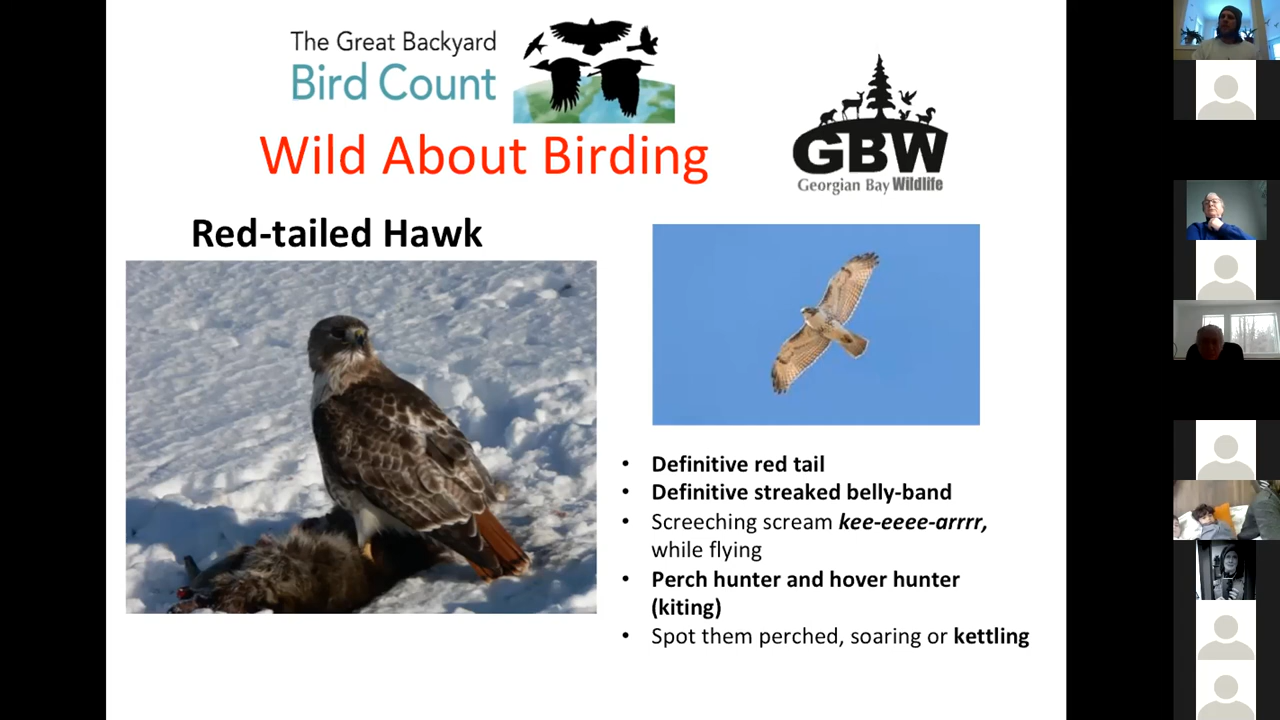 The Great Backyard
Bird Count
Wild About Birding
GBW
Georgian Bay Wildlife
Red-tailed Hawk
• Definitive red tail
• Definitive streaked belly-band
• Screeching scream kee-eeee-arrrr,
while flying
• Perch hunter and hover hunter
(kiting)
• Spot them perched, soaring or kettling